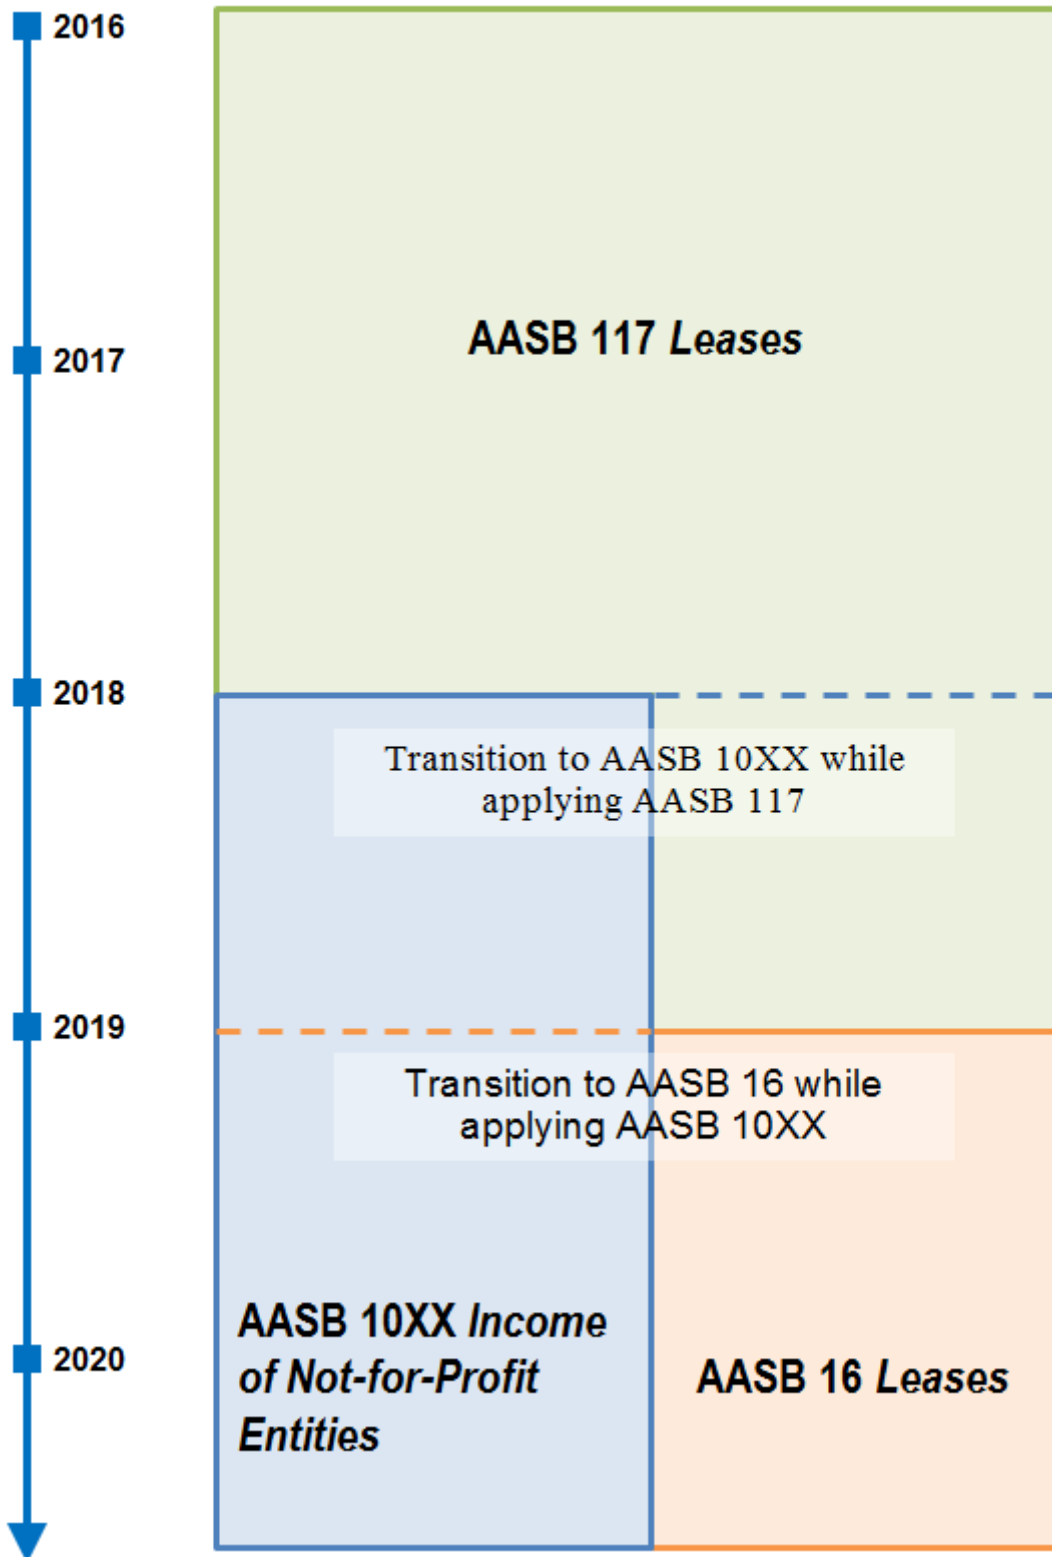 2016
AASB 117 Leases
2017
2018
Transition to AASB 10XX while
applying AASB 117
2019
Transition to AASB 16 while
applying AASB 10XX
AASB 10XX Income
of Not-for-Profit
Entities
2020
AASB 16 Leases